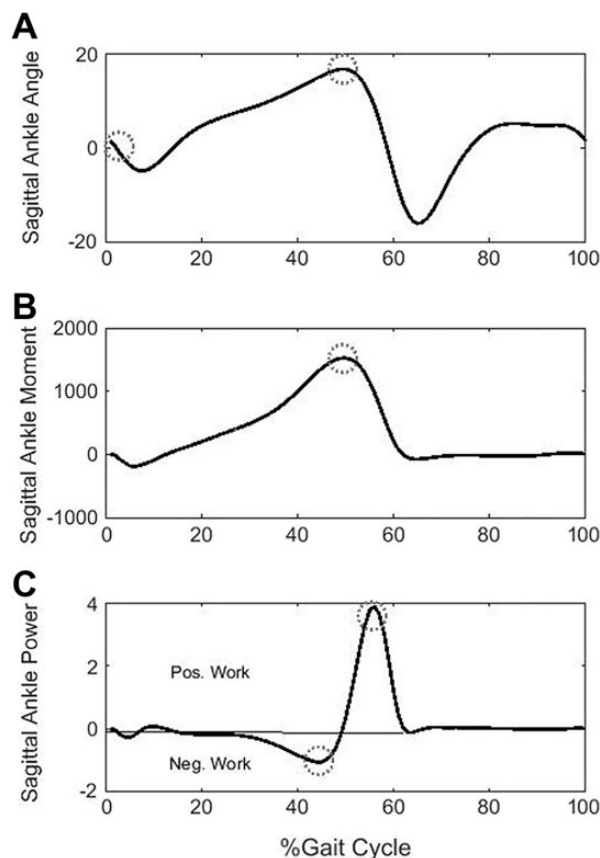 A
Sagittal Ankle Angle
20
0
-20
0 20 40 60 80 100
B
Sagittal Ankle Moment
2000
1000
0
-1000
0 20 40 60 80 100
C
Sagittal Ankle Power
4
2
0
-2
Pos. Work
Neg. Work
0 20 40 60 80 100
%Gait Cycle